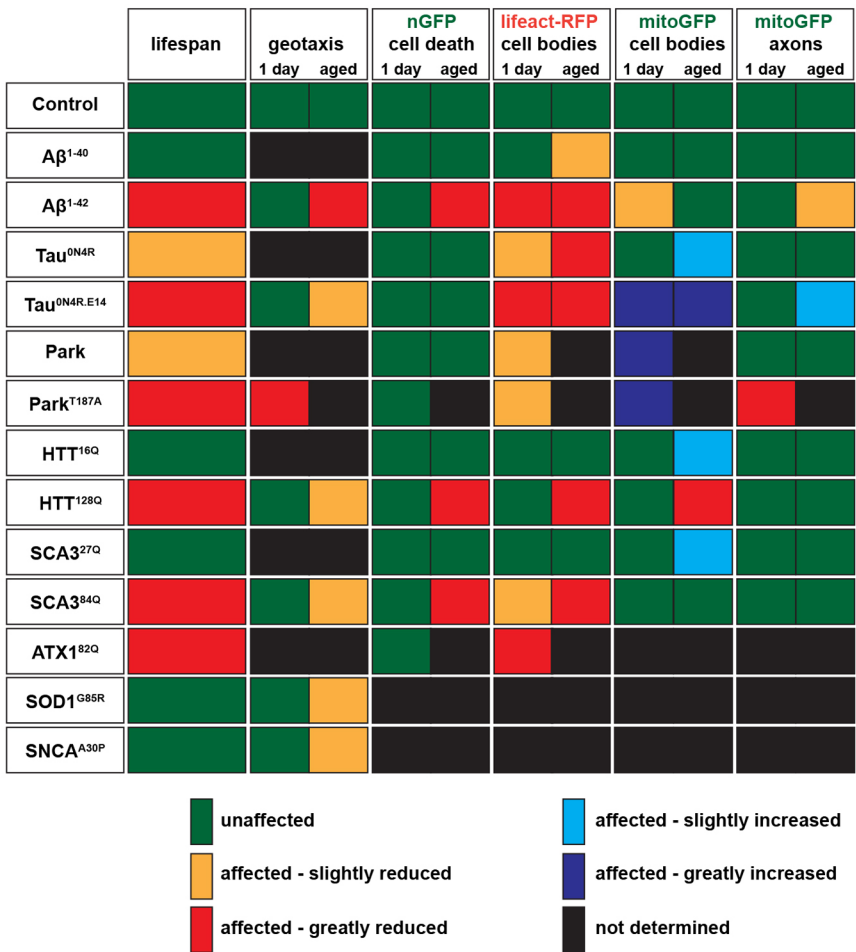 lifespan
geotaxis
1 day aged
nGFP
cell death
1 day aged
lifeact-RFP
cell bodies
1 day aged
mitoGFP
cell bodies
1 day aged
mitoGFP
axons
1 day aged
Control
Aβ¹⁻⁴⁰
Aβ¹⁻⁴²
Tau⁰ᴺ⁴ᴿ
Tau⁰ᴺ⁴ᴿ·ᴱ¹⁴
Park
Parkᵀ¹⁸⁷ᴬ
HTT¹⁶Q
HTT¹²⁸Q
SCA3²⁷Q
SCA3⁸⁴Q
ATX1⁸²Q
SOD1ᴳ⁸⁵ᴿ
SNCAᴬ³⁰ᴾ
unaffected
affected - slightly reduced
affected - greatly reduced
affected - slightly increased
affected - greatly increased
not determined